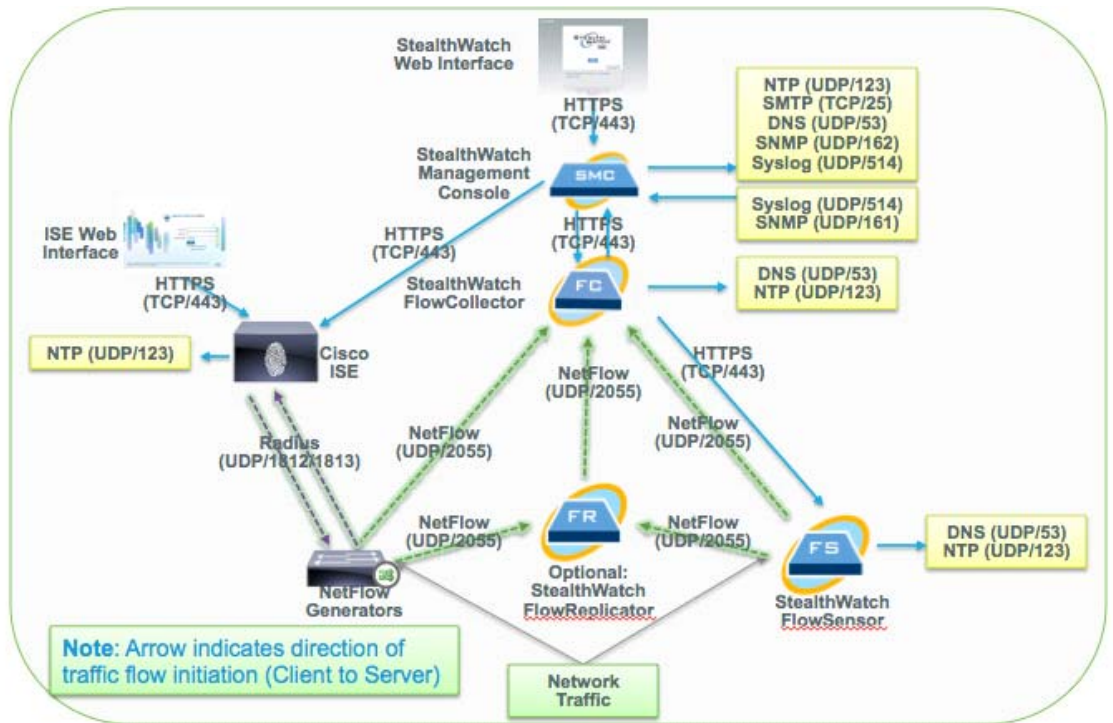 StealthWatch
Web Interface
HTTPS
(TCP/443)
NTP (UDP/123)
SMTP (TCP/25)
DNS (UDP/53)
SNMP (UDP/162)
Syslog (UDP/514)
StealthWatch
Management
Console
SMC
Syslog (UDP/514)
SNMP (UDP/161)
ISE Web
Interface
HTTPS
(TCP/443)
HTTPS
(TCP/443)
HTTPS
(TCP/443)
StealthWatch
FlowCollector
FC
DNS (UDP/53)
NTP (UDP/123)
NTP (UDP/123)
Cisco
ISE
HTTPS
(TCP/443)
NetFlow
(UDP/2055)
NetFlow
(UDP/2055)
NetFlow
(UDP/2055)
Radius
(UDP/1812/1813)
NetFlow
(UDP/2055)
FR
NetFlow
(UDP/2055)
FS
DNS (UDP/53)
NTP (UDP/123)
NetFlow
Generators
Optional:
StealthWatch
FlowReplicator
StealthWatch
FlowSensor
Note: Arrow indicates direction of
traffic flow initiation (Client to Server)
Network
Traffic